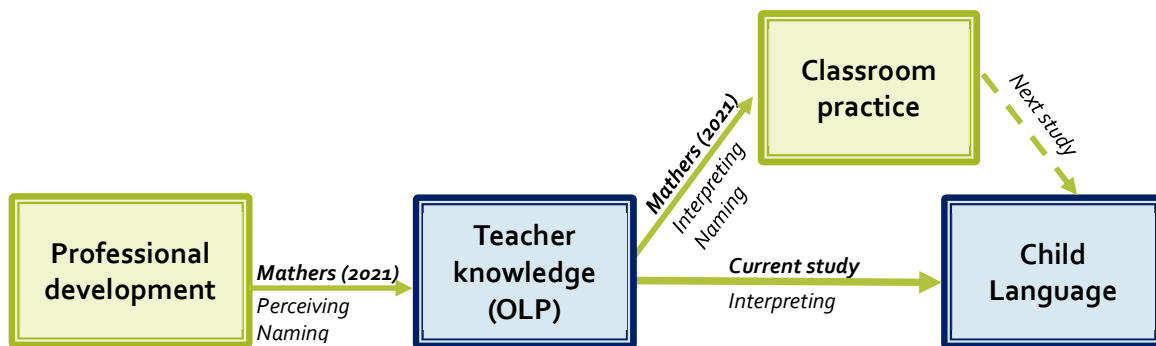 Professional
development
Mathers (2021)
Perceiving
Naming
Teacher
knowledge
(OLP)
Mathers (2021)
Interpreting
Naming
Classroom
practice
Next study
Current study
Interpreting
Child
Language